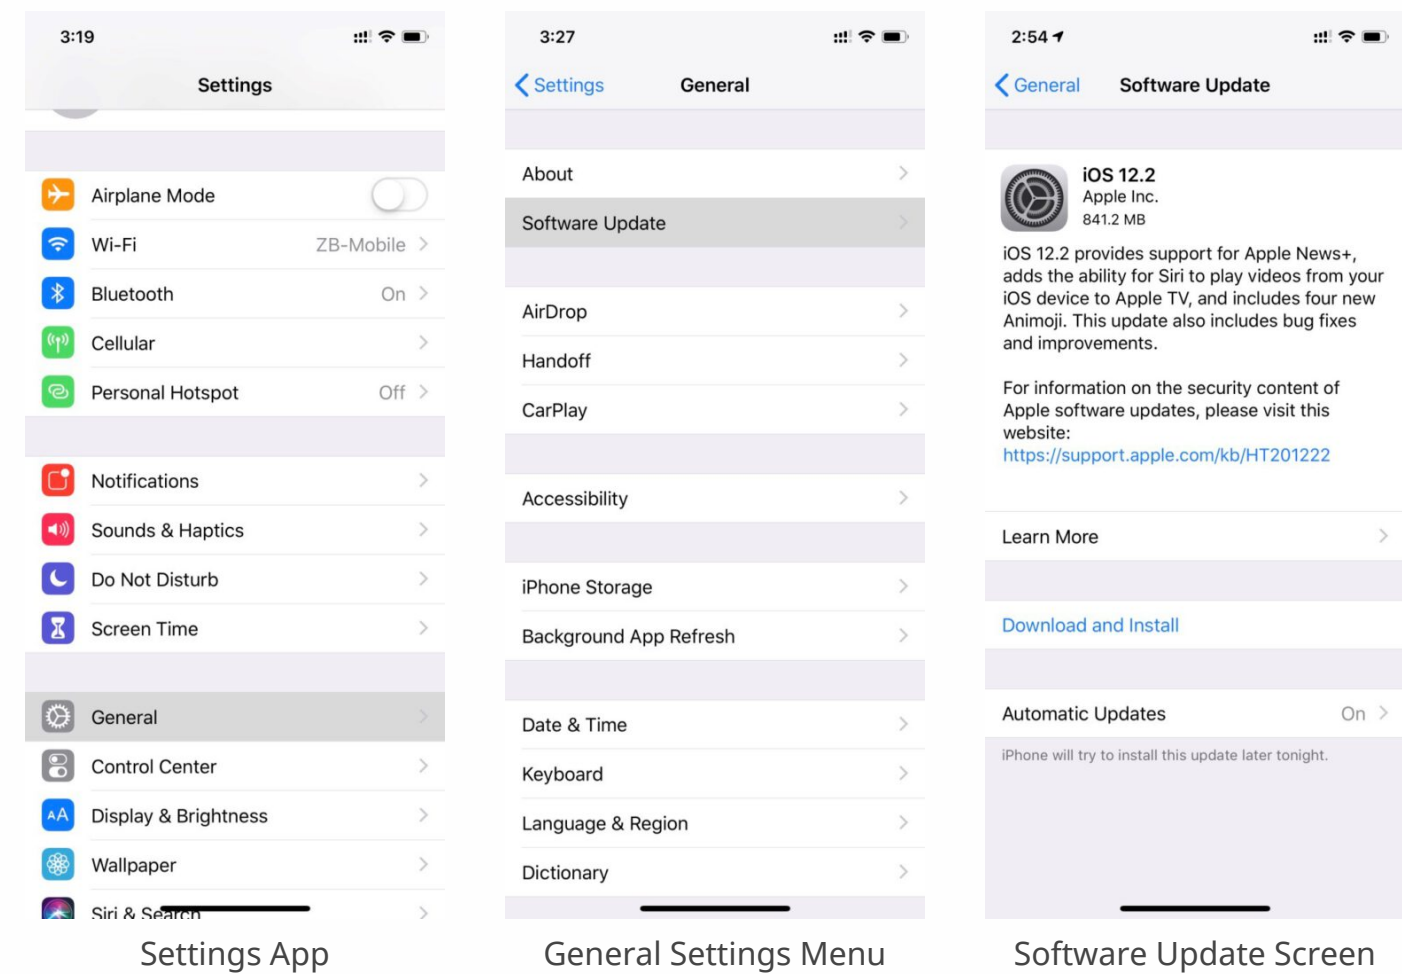 3:19
Settings
Airplane Mode
Wi-Fi ZB-Mobile
Bluetooth On
Cellular
Personal Hotspot Off
Notifications
Sounds & Haptics
Do Not Disturb
Screen Time
General
Control Center
AA Display & Brightness
Wallpaper
Siri & Search
Settings App
3:27
Settings General
About
Software Update
AirDrop
Handoff
CarPlay
Accessibility
iPhone Storage
Background App Refresh
Date & Time
Keyboard
Language & Region
Dictionary
General Settings Menu
2:54
General Software Update
iOS 12.2
Apple Inc.
841.2 MB
iOS 12.2 provides support for Apple News+,
adds the ability for Siri to play videos from your
iOS device to Apple TV, and includes four new
Animoji. This update also includes bug fixes
and improvements.
For information on the security content of
Apple software updates, please visit this
website:
https://support.apple.com/kb/HT201222
Learn More
Download and Install
Automatic Updates On
iPhone will try to install this update later tonight.
Software Update Screen